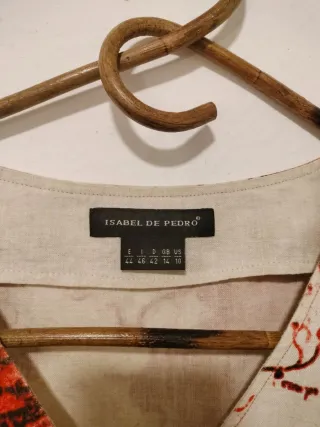 ISABEL DE PEDRO®
E I D GB US
44 46 42 14 10